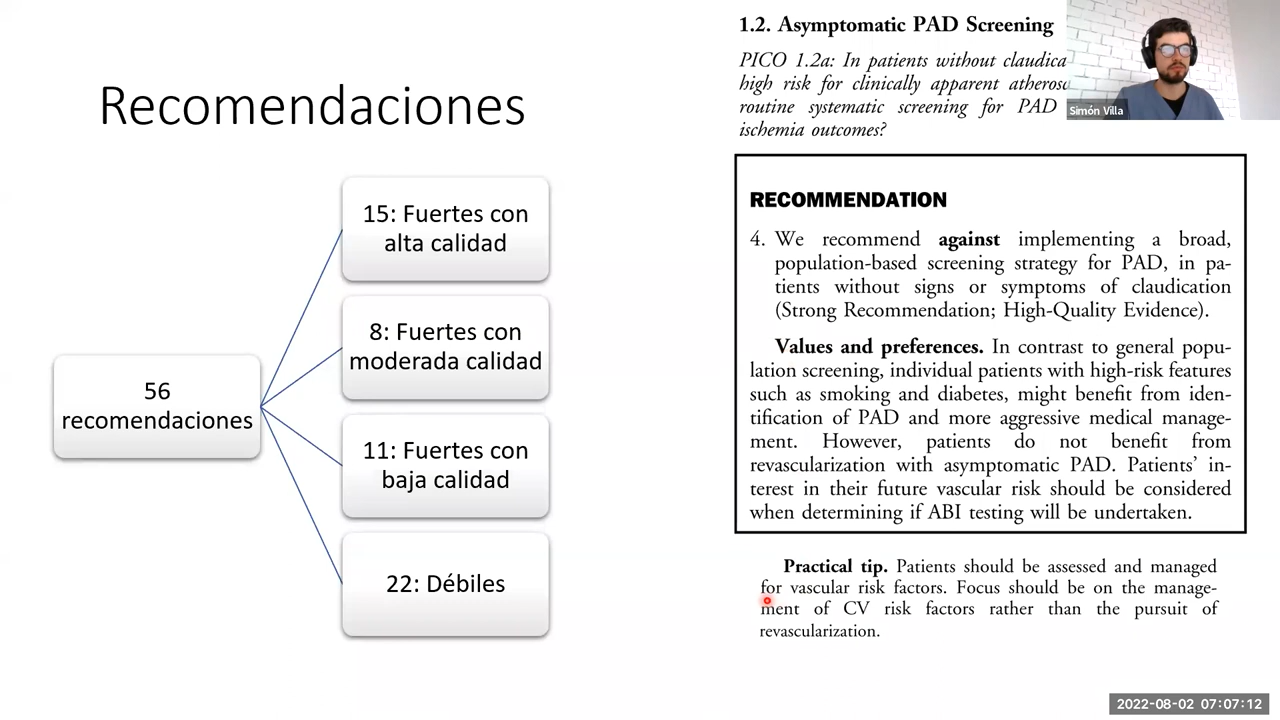 Recomendaciones
56
recomendaciones
15: Fuertes con
alta calidad
8: Fuertes con
moderada calidad
11: Fuertes con
baja calidad
22: Débiles
1.2. Asymptomatic PAD Screening
PICO 1.2a: In patients without claudica
high risk for clinically apparent atherosc
routine systematic screening for PAD
ischemia outcomes?
Simón Villa
RECOMMENDATION
4. We recommend against implementing a broad,
population-based screening strategy for PAD, in pa-
tients without signs or symptoms of claudication
(Strong Recommendation; High-Quality Evidence).
Values and preferences. In contrast to general popu-
lation screening, individual patients with high-risk features
such as smoking and diabetes, might benefit from iden-
tification of PAD and more aggressive medical manage-
ment. However, patients do not benefit from
revascularization with asymptomatic PAD. Patients' in-
terest in their future vascular risk should be considered
when determining if ABI testing will be undertaken.
Practical tip. Patients should be assessed and managed
for vascular risk factors. Focus should be on the manage-
ment of CV risk factors rather than the pursuit of
revascularization.
2022-08-02 07:07:12